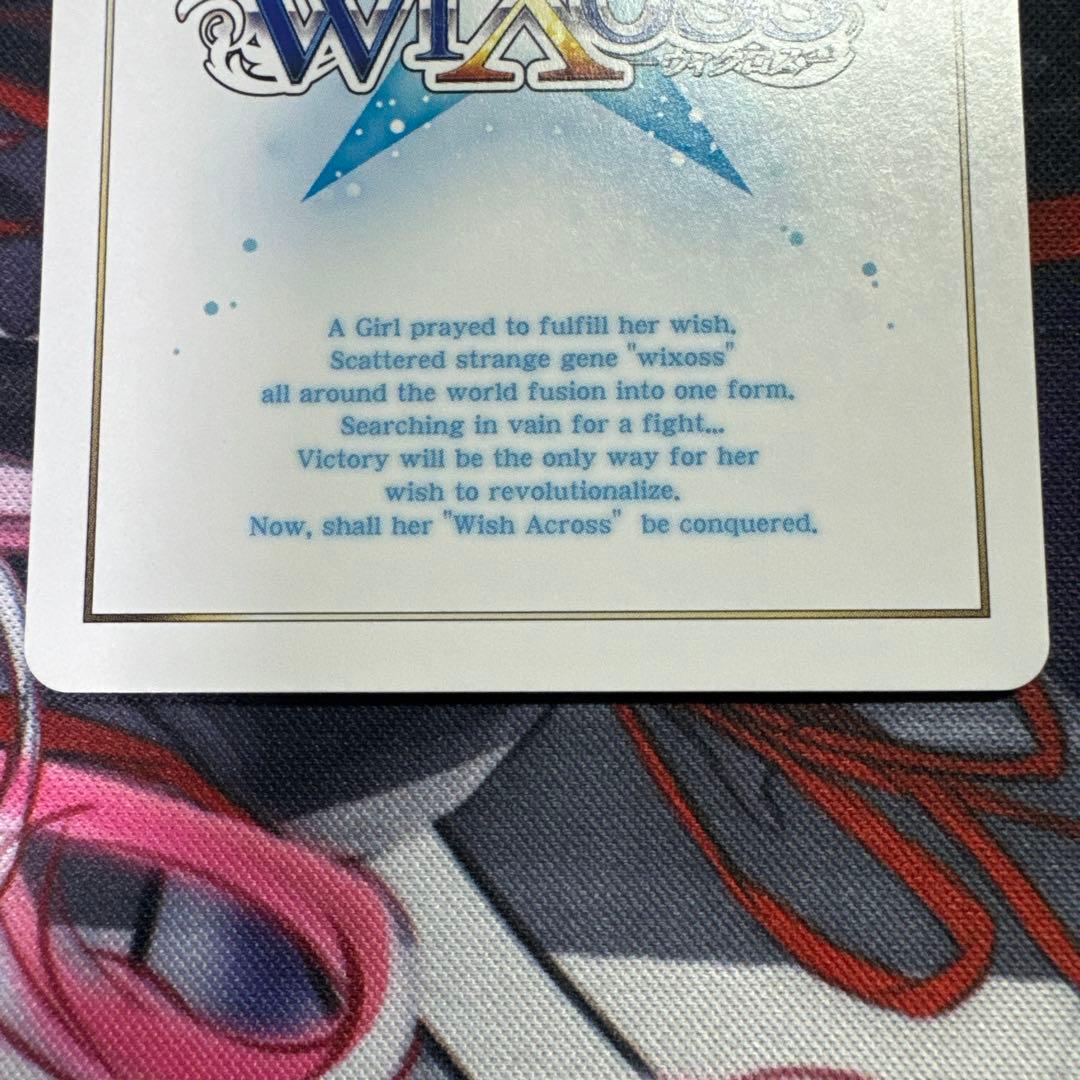 WIXOSS
ウィクロス
A Girl prayed to fulfill her wish.
Scattered strange gene "wixoss"
all around the world fusion into one form.
Searching in vain for a fight...
Victory will be the only way for her
wish to revolutionalize.
Now, shall her "Wish Across" be conquered.